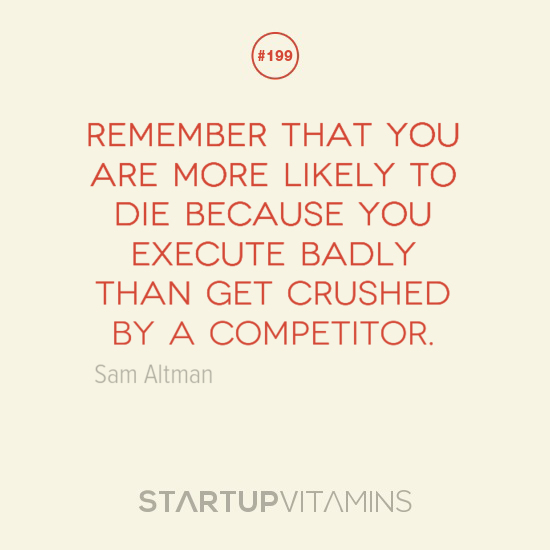 #199
REMEMBER THAT YOU
ARE MORE LIKELY TO
DIE BECAUSE YOU
EXECUTE BADLY
THAN GET CRUSHED
BY A COMPETITOR.
Sam Altman
STARTUPVITAMINS